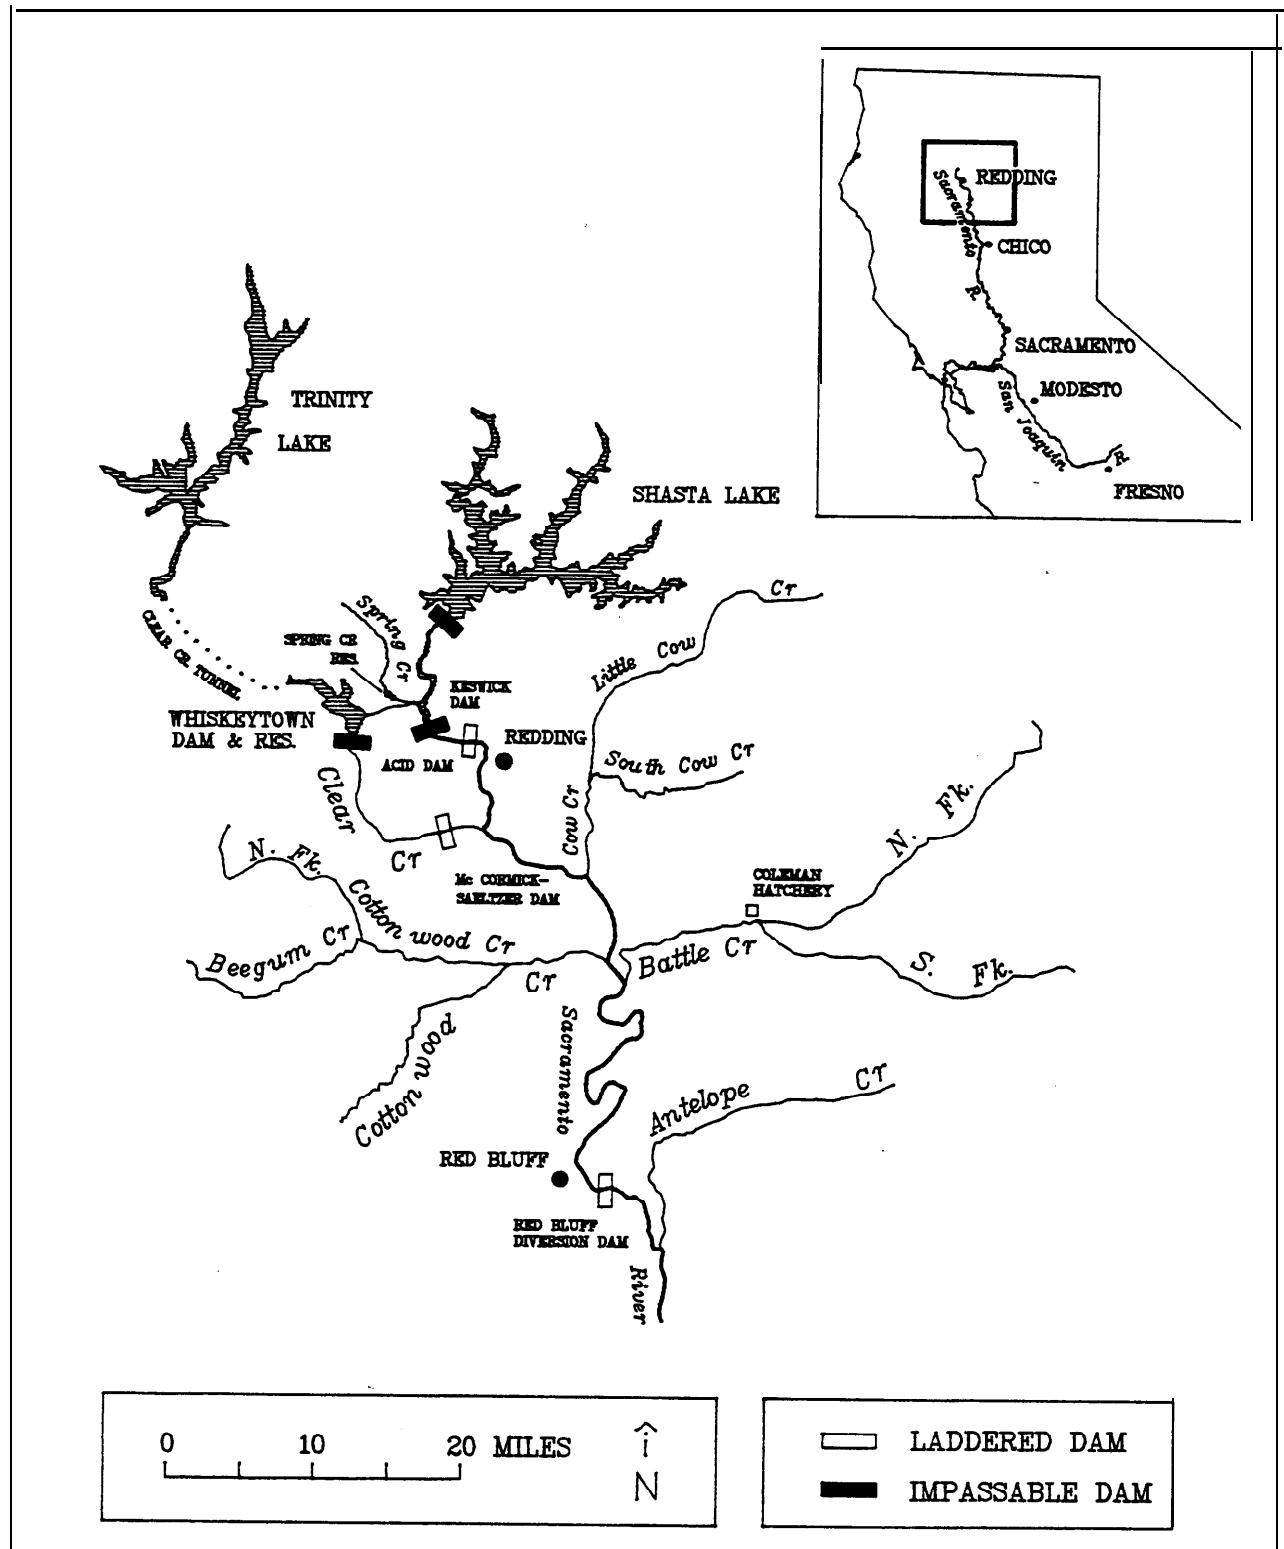 REDDING
Sacramento
R.
CHICO
SACRAMENTO
MODESTO
San Joaquin
R.
FRESNO
TRINITY
LAKE
SHASTA LAKE
CLEAR CR. TUNNEL
Spring Cr
SPRING CR
RES.
Little Cow Cr
KESWICK
DAM
WHISKEYTOWN
DAM & RES.
REDDING
ACID DAM
South Cow Cr
Clear
Cr
Cow Cr
N. Fk.
N. Fk.
Mc CORMICK-
SAELTZER DAM
COLEMAN
HATCHERY
Cotton wood Cr
Beegum Cr
Battle Cr
S. Fk.
Cr
Cotton wood
Sacramento
Antelope Cr
RED BLUFF
RED BLUFF
DIVERSION DAM
River
0 10 20 MILES
N
LADDERED DAM
IMPASSABLE DAM